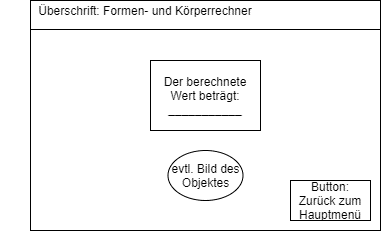 Überschrift: Formen- und Körperrechner
Der berechnete
Wert beträgt:
___________
evtl. Bild des
Objektes
Button:
Zurück zum
Hauptmenü